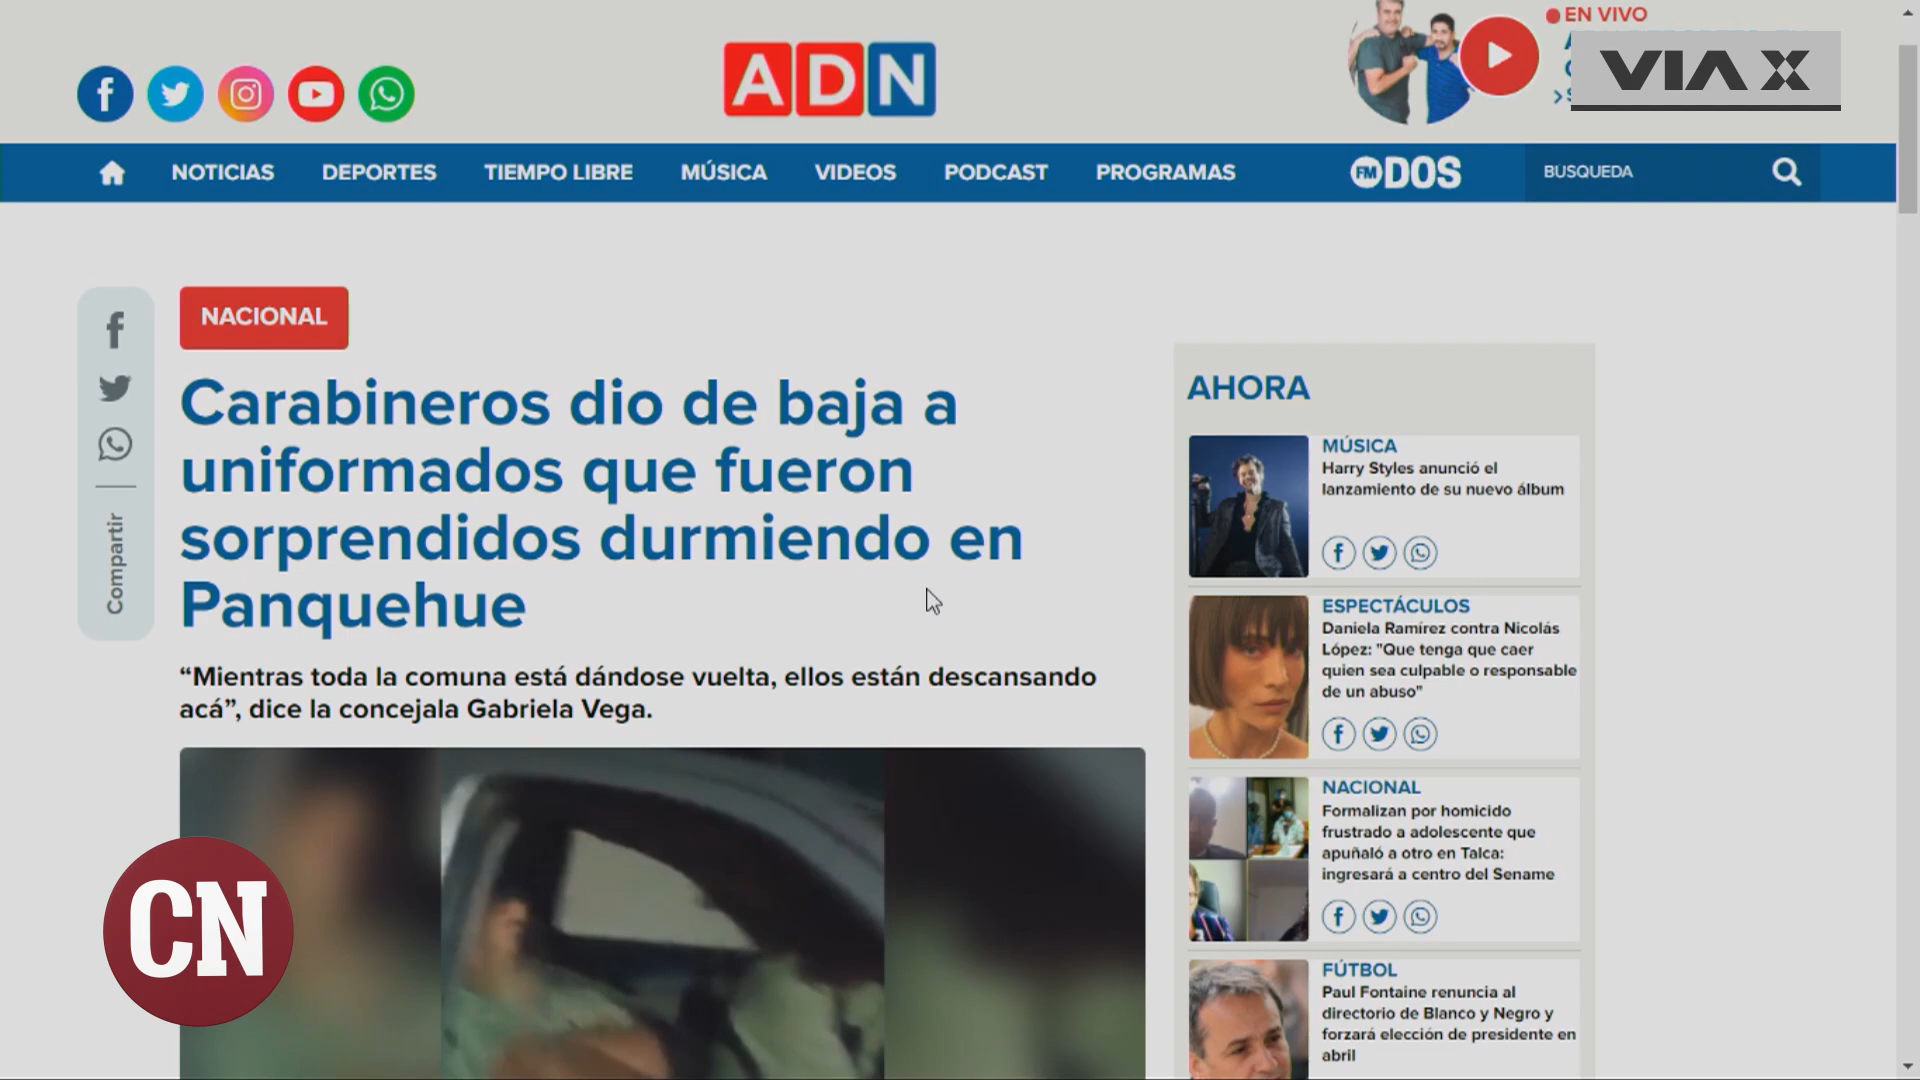 EN VIVO
VIA X
ADN
NOTICIAS
DEPORTES
TIEMPO LIBRE
MÚSICA
VIDEOS
PODCAST
PROGRAMAS
FM DOS
BUSQUEDA
Compartir
NACIONAL
Carabineros dio de baja a
uniformados que fueron
sorprendidos durmiendo en
Panquehue
“Mientras toda la comuna está dándose vuelta, ellos están descansando
acá”, dice la concejala Gabriela Vega.
CN
AHORA
MÚSICA
Harry Styles anunció el
lanzamiento de su nuevo álbum
ESPECTÁCULOS
Daniela Ramírez contra Nicolás
López: "Que tenga que caer
quien sea culpable o responsable
de un abuso"
NACIONAL
Formalizan por homicido
frustrado a adolescente que
apuñaló a otro en Talca:
ingresará a centro del Sename
FÚTBOL
Paul Fontaine renuncia al
directorio de Blanco y Negro y
forzará elección de presidente en
abril